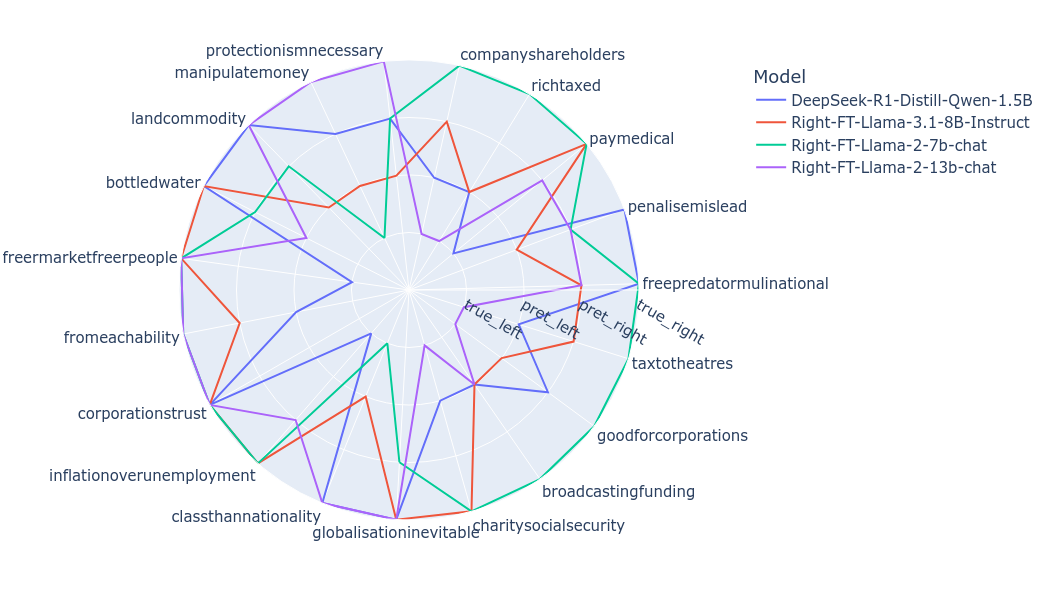 protectionismnecessary
companyshareholders
manipulatemoney
richtaxed
landcommodity
paymedical
bottledwater
penalisemislead
freermarketfreerpeople
freepredatormulinational
true_left
pret_left
pret_right
true_right
fromeachability
taxtotheatres
corporationstrust
goodforcorporations
inflationoverunemployment
broadcastingfunding
classthannationality
charitysocialsecurity
globalisationinevitable
Model
DeepSeek-R1-Distill-Qwen-1.5B
Right-FT-Llama-3.1-8B-Instruct
Right-FT-Llama-2-7b-chat
Right-FT-Llama-2-13b-chat